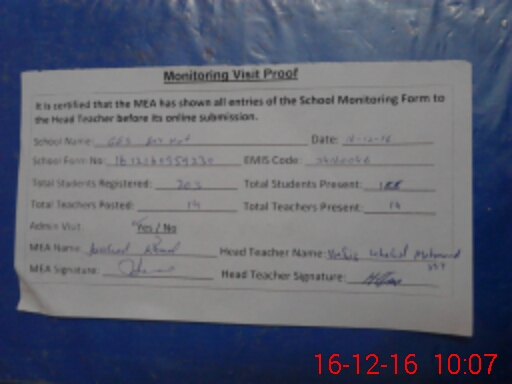 Monitoring Visit Proof
It is certified that the MEA has shown all entries of the School Monitoring Form to
the Head Teacher before its online submission.
School Name: Date: 16-12-16
School Form No: EMIS Code:
Total Students Registered: 203 Total Students Present:
Total Teachers Posted: 14 Total Teachers Present: 14
Admin Visit Yes / No
MEA Name: Head Teacher Name:
MEA Signature: Head Teacher Signature:
16-12-16 10:07